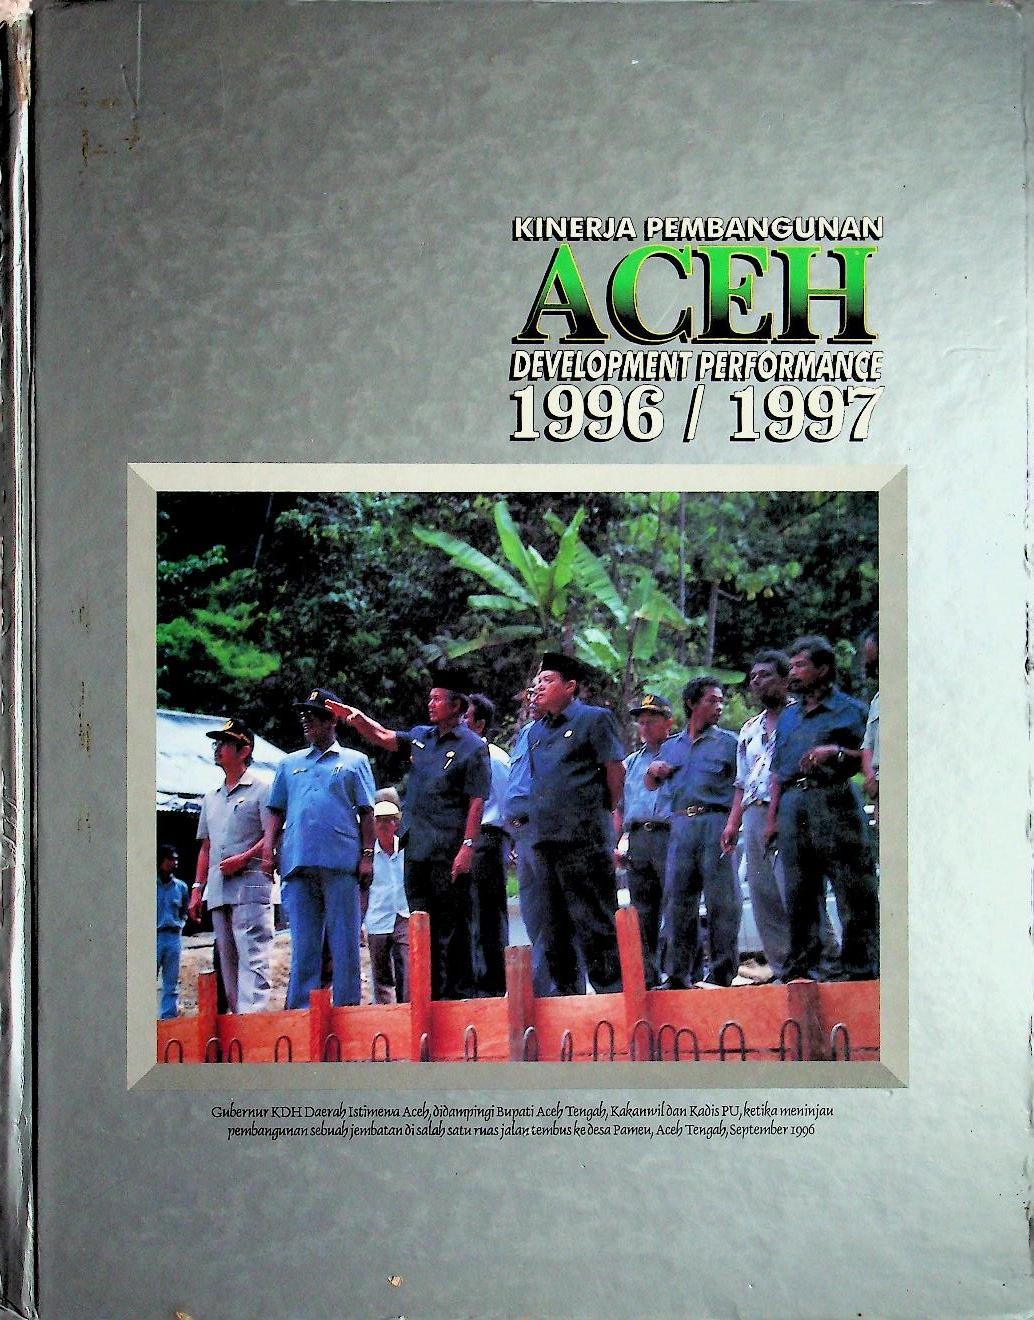 KINERJA PEMBANGUNAN
ACEH
DEVELOPMENT PERFORMANCE
1996 / 1997
Gubernur KDH Daerah Istimewa Aceh, didampingi Bupati Aceh Tengah, Kakanwil dan Kadis PU, ketika meninjau
pembangunan sebuah jembatan di salah satu ruas jalan tembus ke desa Pameu, Aceh Tengah, September 1996